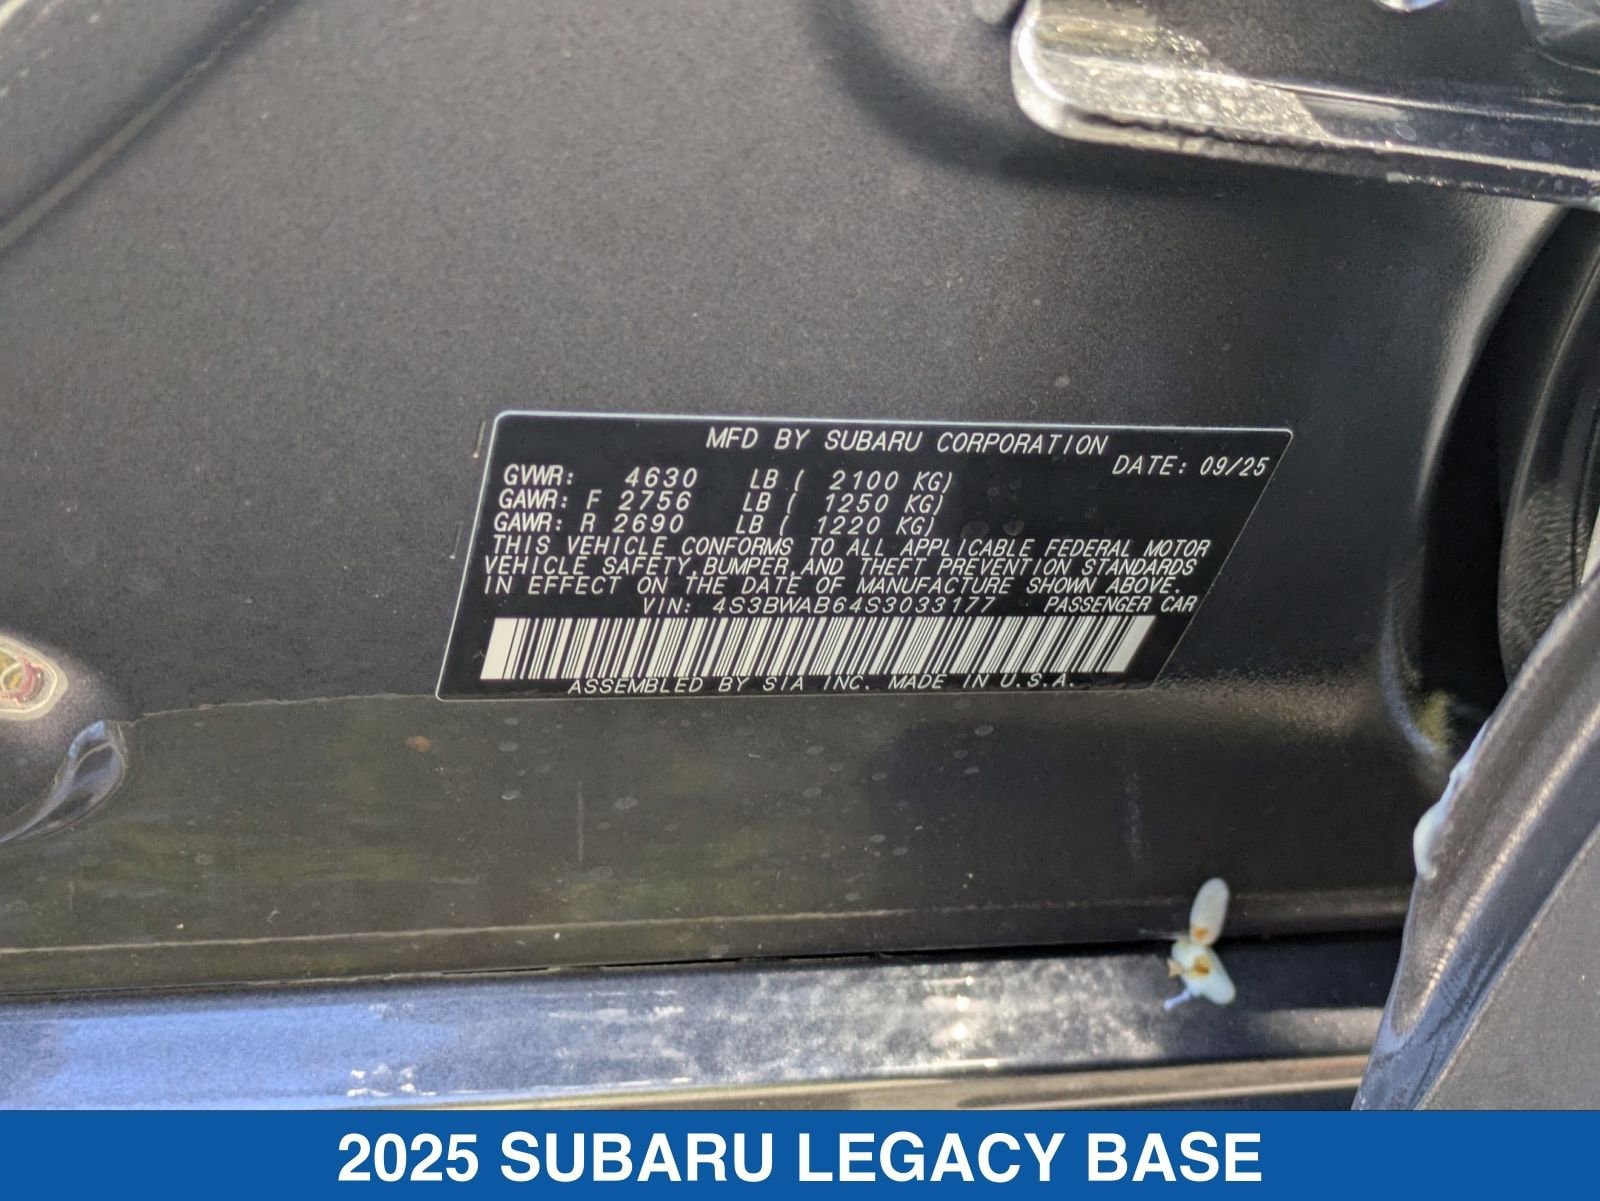 MFD BY SUBARU CORPORATION
DATE: 09/25
GVWR: 4630 LB ( 2100 KG)
GAWR: F 2756 LB ( 1250 KG)
GAWR: R 2690 LB ( 1220 KG)
THIS VEHICLE CONFORMS TO ALL APPLICABLE FEDERAL MOTOR
VEHICLE SAFETY,BUMPER,AND THEFT PREVENTION STANDARDS
IN EFFECT ON THE DATE OF MANUFACTURE SHOWN ABOVE.
VIN: 4S3BWAB64S3033177 PASSENGER CAR
ASSEMBLED BY SIA INC. MADE IN U.S.A.
2025 SUBARU LEGACY BASE